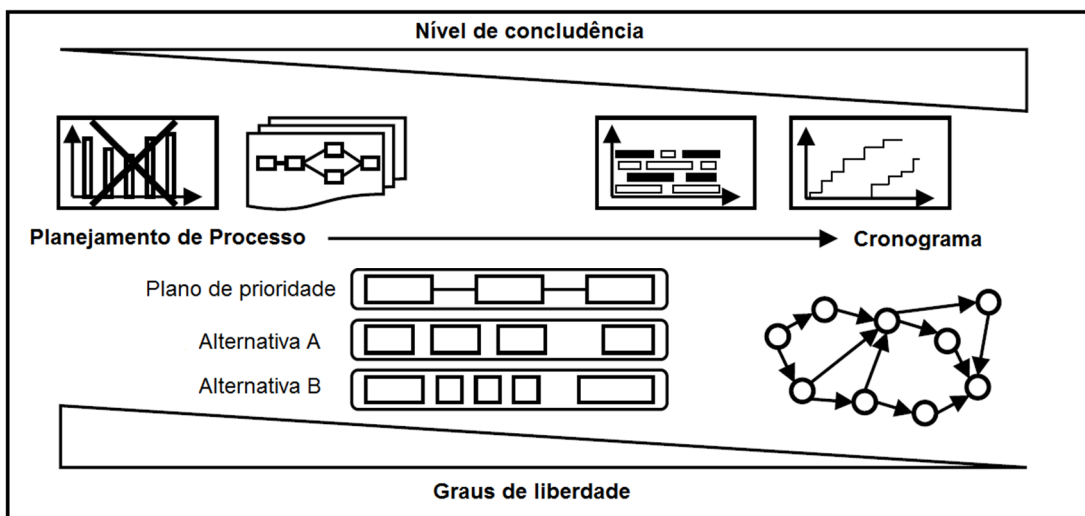 Nível de concludência
Planejamento de Processo
Cronograma
Plano de prioridade
Alternativa A
Alternativa B
Graus de liberdade